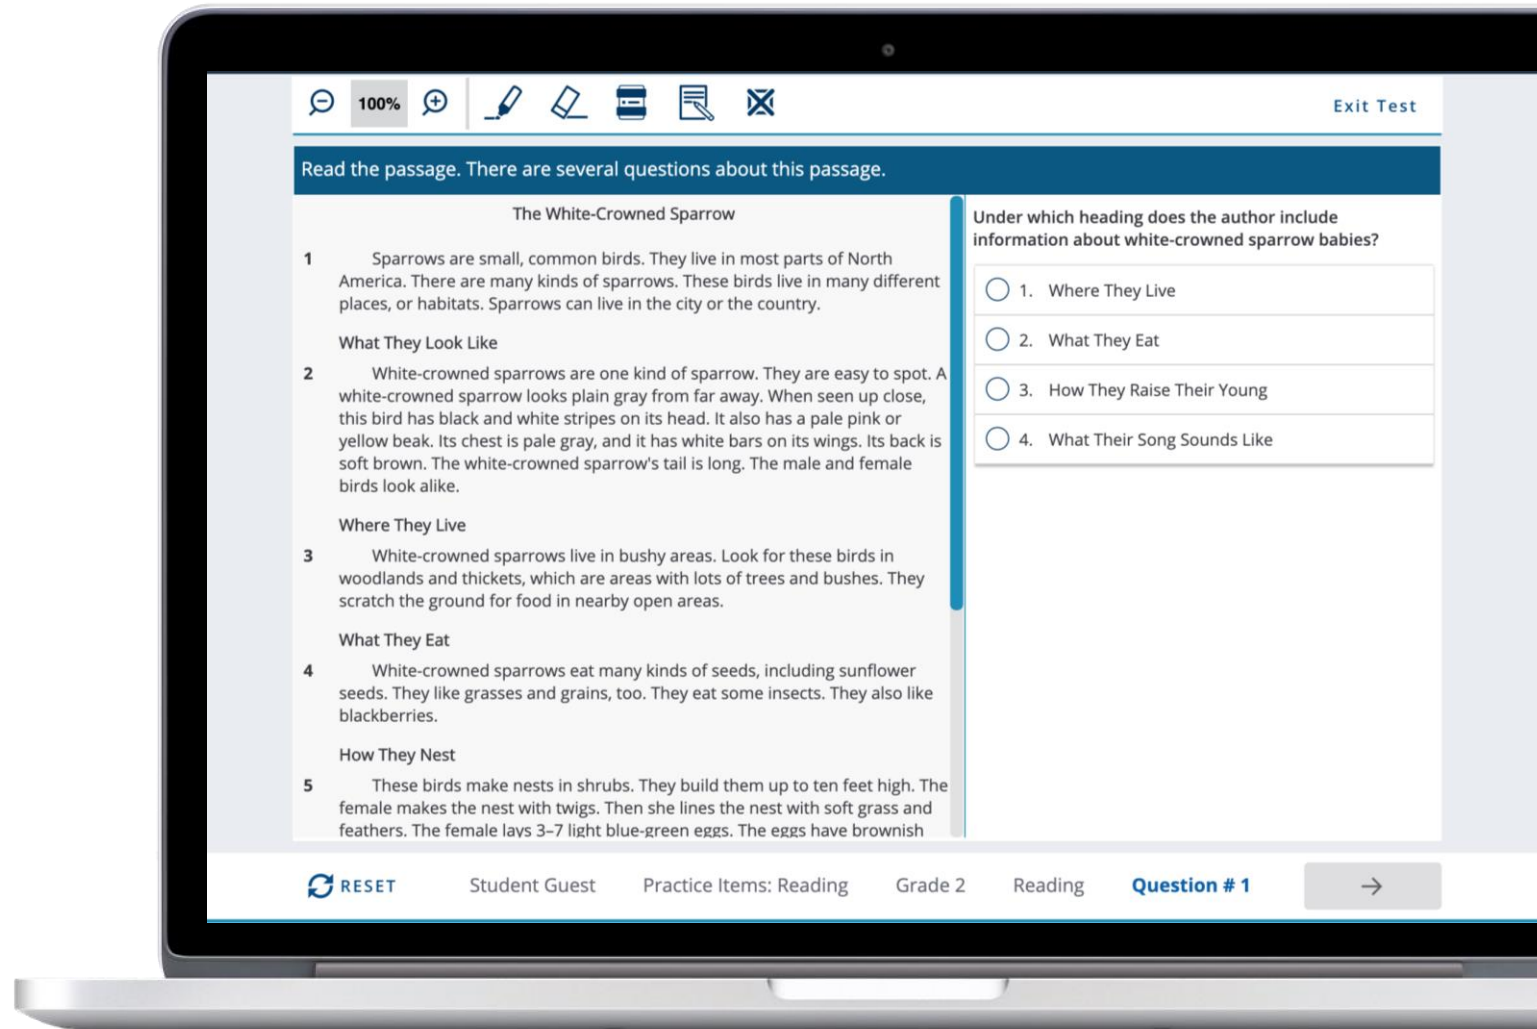 100%
Exit Test
Read the passage. There are several questions about this passage.
The White-Crowned Sparrow
1 Sparrows are small, common birds. They live in most parts of North
America. There are many kinds of sparrows. These birds live in many different
places, or habitats. Sparrows can live in the city or the country.
What They Look Like
2 White-crowned sparrows are one kind of sparrow. They are easy to spot. A
white-crowned sparrow looks plain gray from far away. When seen up close,
this bird has black and white stripes on its head. It also has a pale pink or
yellow beak. Its chest is pale gray, and it has white bars on its wings. Its back is
soft brown. The white-crowned sparrow's tail is long. The male and female
birds look alike.
Where They Live
3 White-crowned sparrows live in bushy areas. Look for these birds in
woodlands and thickets, which are areas with lots of trees and bushes. They
scratch the ground for food in nearby open areas.
What They Eat
4 White-crowned sparrows eat many kinds of seeds, including sunflower
seeds. They like grasses and grains, too. They eat some insects. They also like
blackberries.
How They Nest
5 These birds make nests in shrubs. They build them up to ten feet high. The
female makes the nest with twigs. Then she lines the nest with soft grass and
feathers. The female lays 3–7 light blue-green eggs. The eggs have brownish
Under which heading does the author include
information about white-crowned sparrow babies?
1. Where They Live
2. What They Eat
3. How They Raise Their Young
4. What Their Song Sounds Like
RESET
Student Guest
Practice Items: Reading
Grade 2
Reading
Question # 1